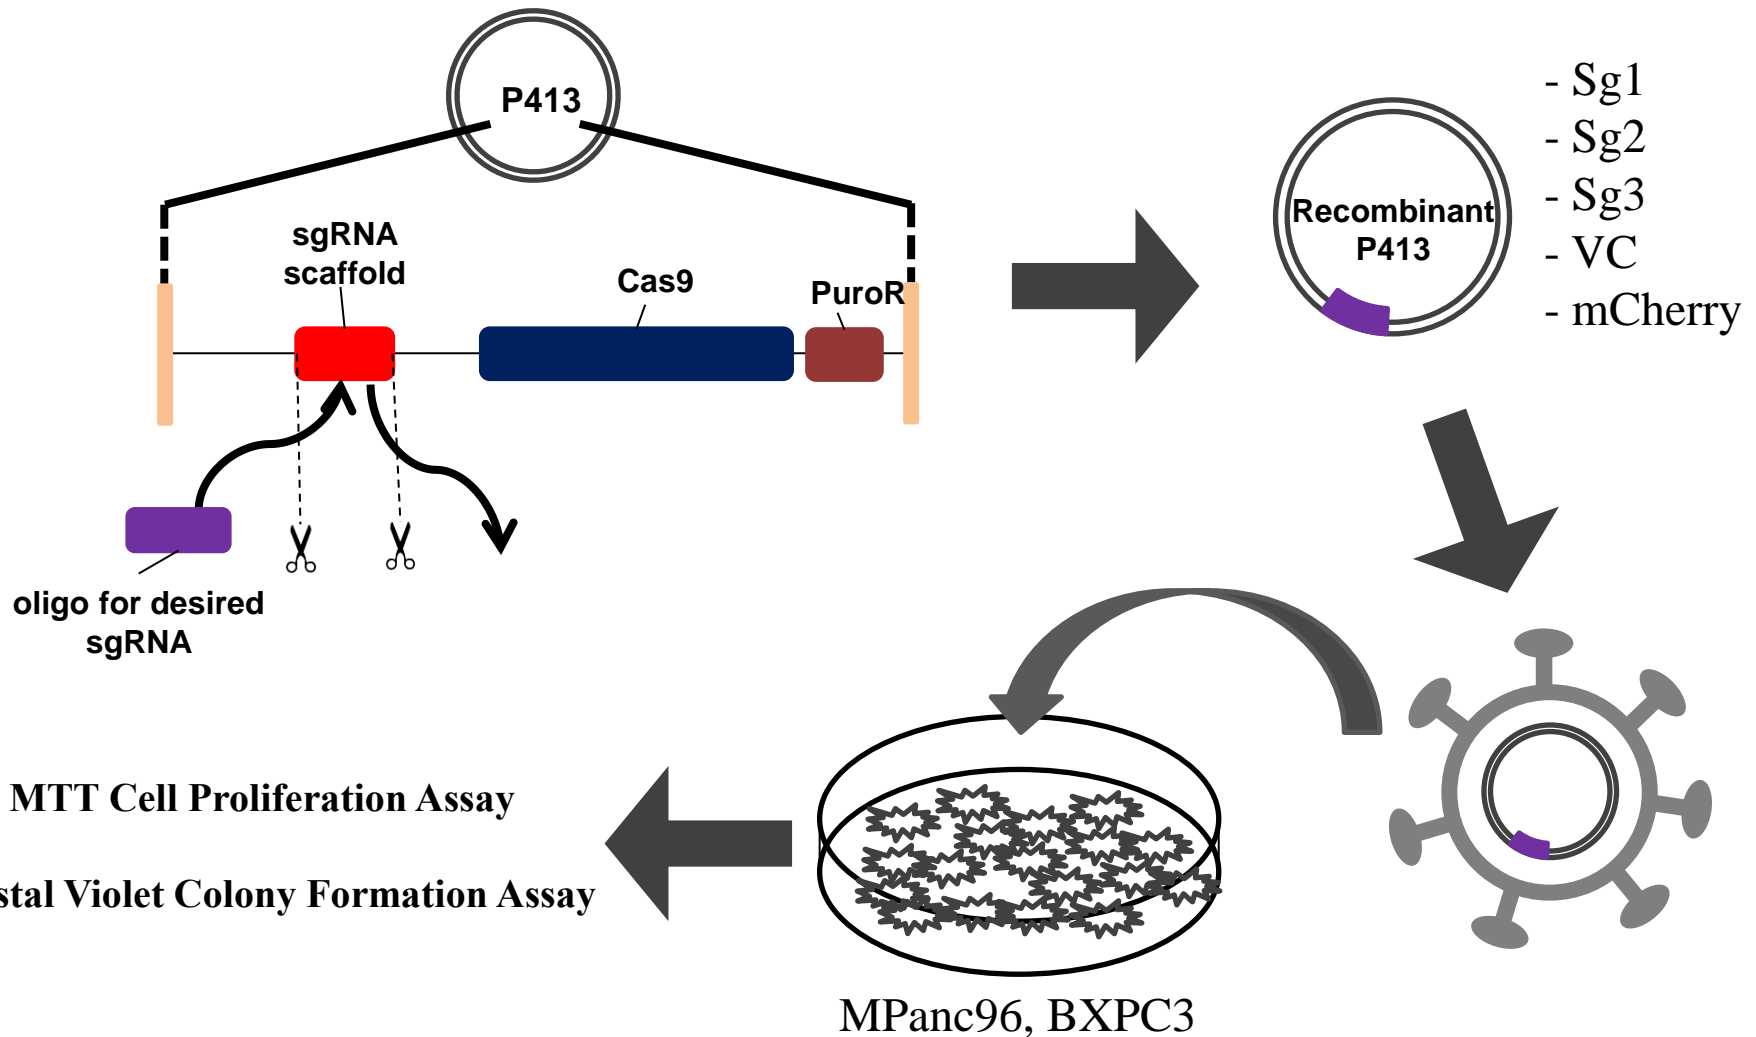 P413
sgRNA
scaffold
Cas9
PuroR
oligo for desired
sgRNA
Recombinant
P413
- Sg1
- Sg2
- Sg3
- VC
- mCherry
MTT Cell Proliferation Assay
stal Violet Colony Formation Assay
MPanc96, BXPC3